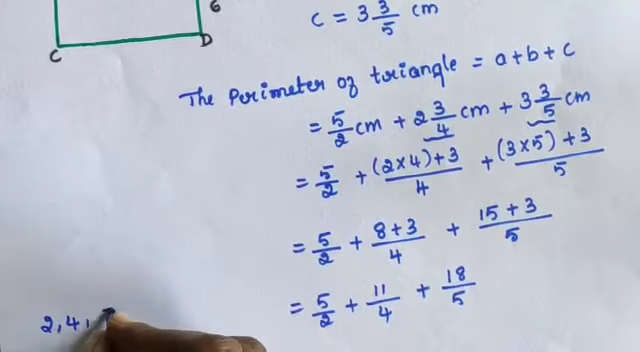 6
C
D
c = 3 3/5 cm
The Perimeter of triangle = a+b+c
= 5/2 cm + 2 3/4 cm + 3 3/5 cm
= 5/2 + (2×4)+3/4 + (3×5)+3/5
= 5/2 + 8+3/4 + 15+3/5
= 5/2 + 11/4 + 18/5
2,4,